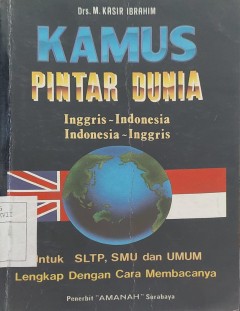 Drs. M. KASIR IBRAHIM
KAMUS
PINTAR DUNIA
Inggris - Indonesia
Indonesia - Inggris
Untuk SLTP, SMU dan UMUM
Lengkap Dengan Cara Membacanya
Penerbit "AMANAH" Surabaya